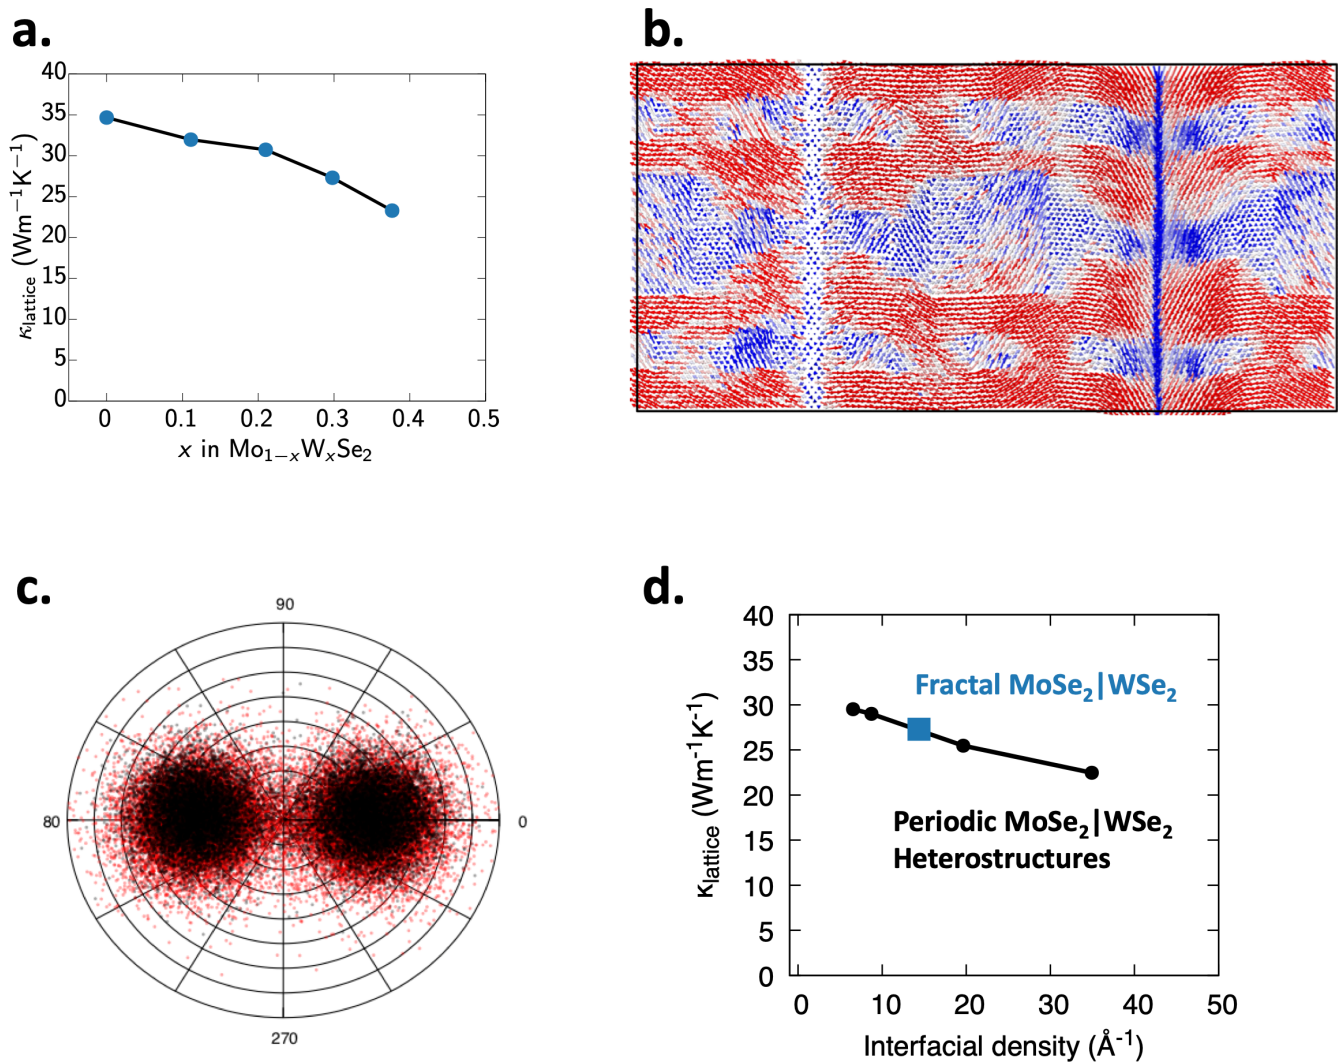 a.
40
35
30
25
20
15
10
5
0
κlattice (Wm−1K−1)
0 0.1 0.2 0.3 0.4 0.5
x in Mo1−xWxSe2
b.
c.
90
80
0
270
d.
40
35
30
25
20
15
10
5
0
κlattice (Wm-1K-1)
Fractal MoSe2|WSe2
Periodic MoSe2|WSe2
Heterostructures
0 10 20 30 40 50
Interfacial density (Å-1)